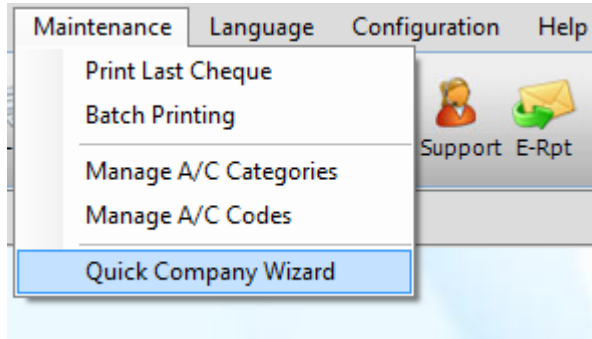 Maintenance Language Configuration Help
Print Last Cheque
Batch Printing
Support E-Rpt
Manage A/C Categories
Manage A/C Codes
Quick Company Wizard